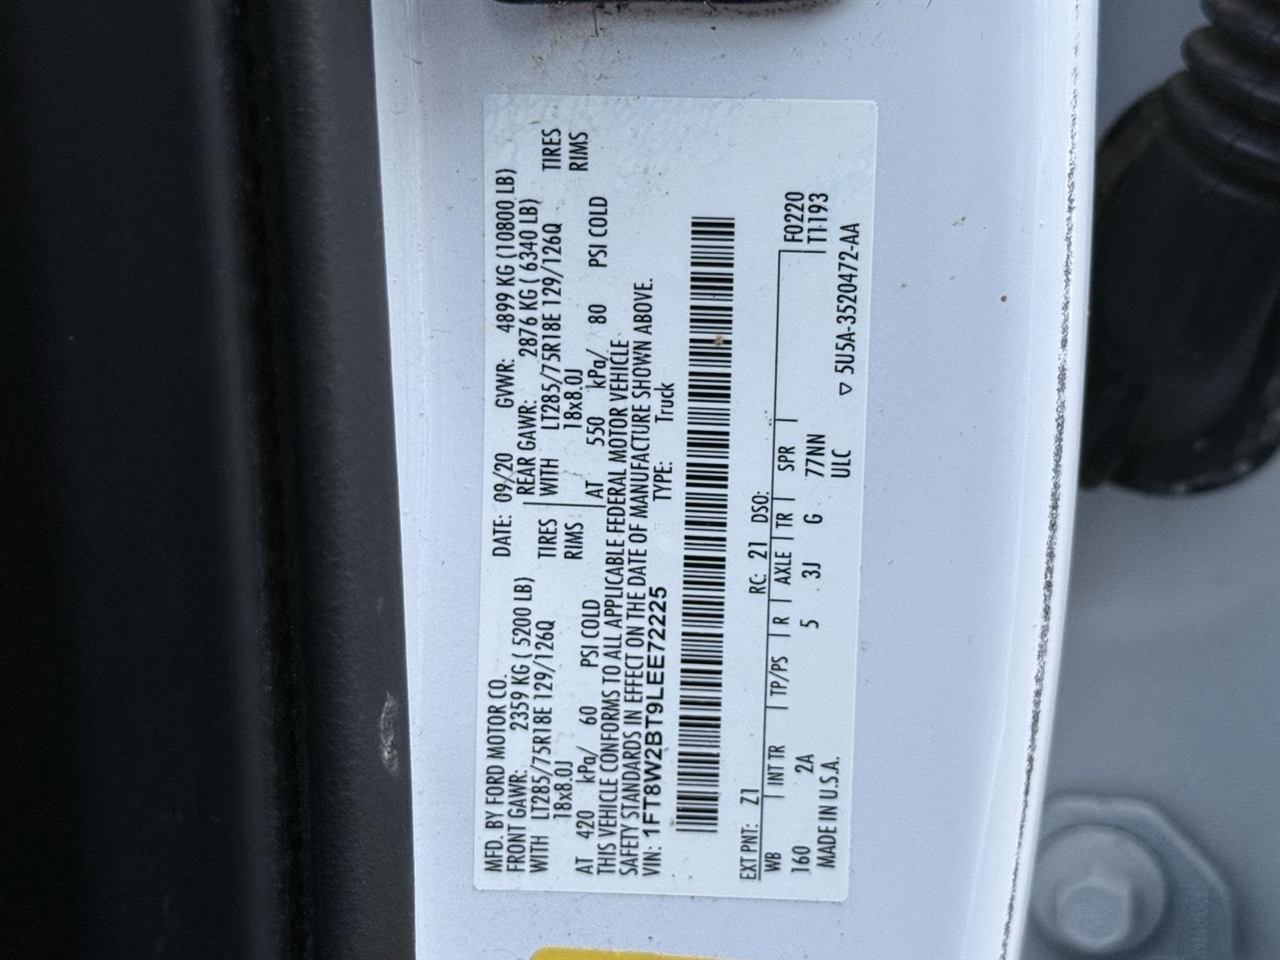 MFD. BY FORD MOTOR CO. DATE: 09/20 GVWR: 4899 KG (10800 LB)
FRONT GAWR: 2359 KG ( 5200 LB) REAR GAWR: 2876 KG ( 6340 LB)
WITH LT285/75R18E 129/126Q TIRES WITH LT285/75R18E 129/126Q TIRES
18x8.0J RIMS 18x8.0J RIMS
AT 420 kPa/ 60 PSI COLD AT 550 kPa/ 80 PSI COLD
THIS VEHICLE CONFORMS TO ALL APPLICABLE FEDERAL MOTOR VEHICLE
SAFETY STANDARDS IN EFFECT ON THE DATE OF MANUFACTURE SHOWN ABOVE.
VIN: 1FT8W2BT9LEE72225 TYPE: Truck
EXT PNT: Z1 RC: 21 DSO:
WB INT TR TP/PS R AXLE TR SPR F0220
160 2A 5 3J G 77NN T1193
MADE IN U.S.A. ULC ▽ 5U5A-3520472-AA